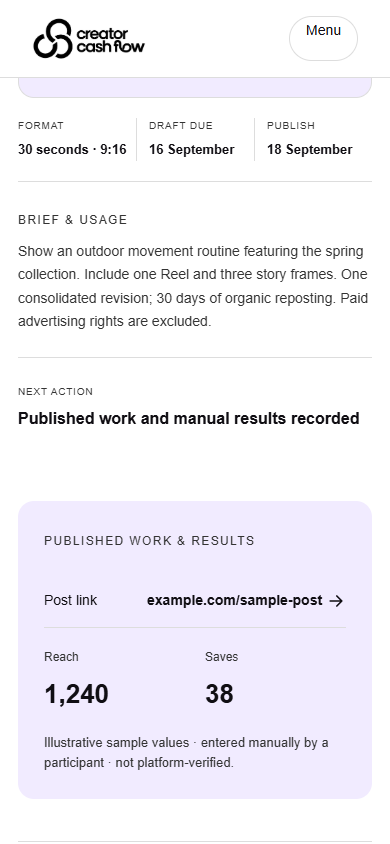 creator
cash flow
Menu
FORMAT
30 seconds · 9:16
DRAFT DUE
16 September
PUBLISH
18 September
BRIEF & USAGE
Show an outdoor movement routine featuring the spring
collection. Include one Reel and three story frames. One
consolidated revision; 30 days of organic reposting. Paid
advertising rights are excluded.
NEXT ACTION
Published work and manual results recorded
PUBLISHED WORK & RESULTS
Post link
example.com/sample-post →
Reach
1,240
Saves
38
Illustrative sample values · entered manually by a
participant · not platform-verified.